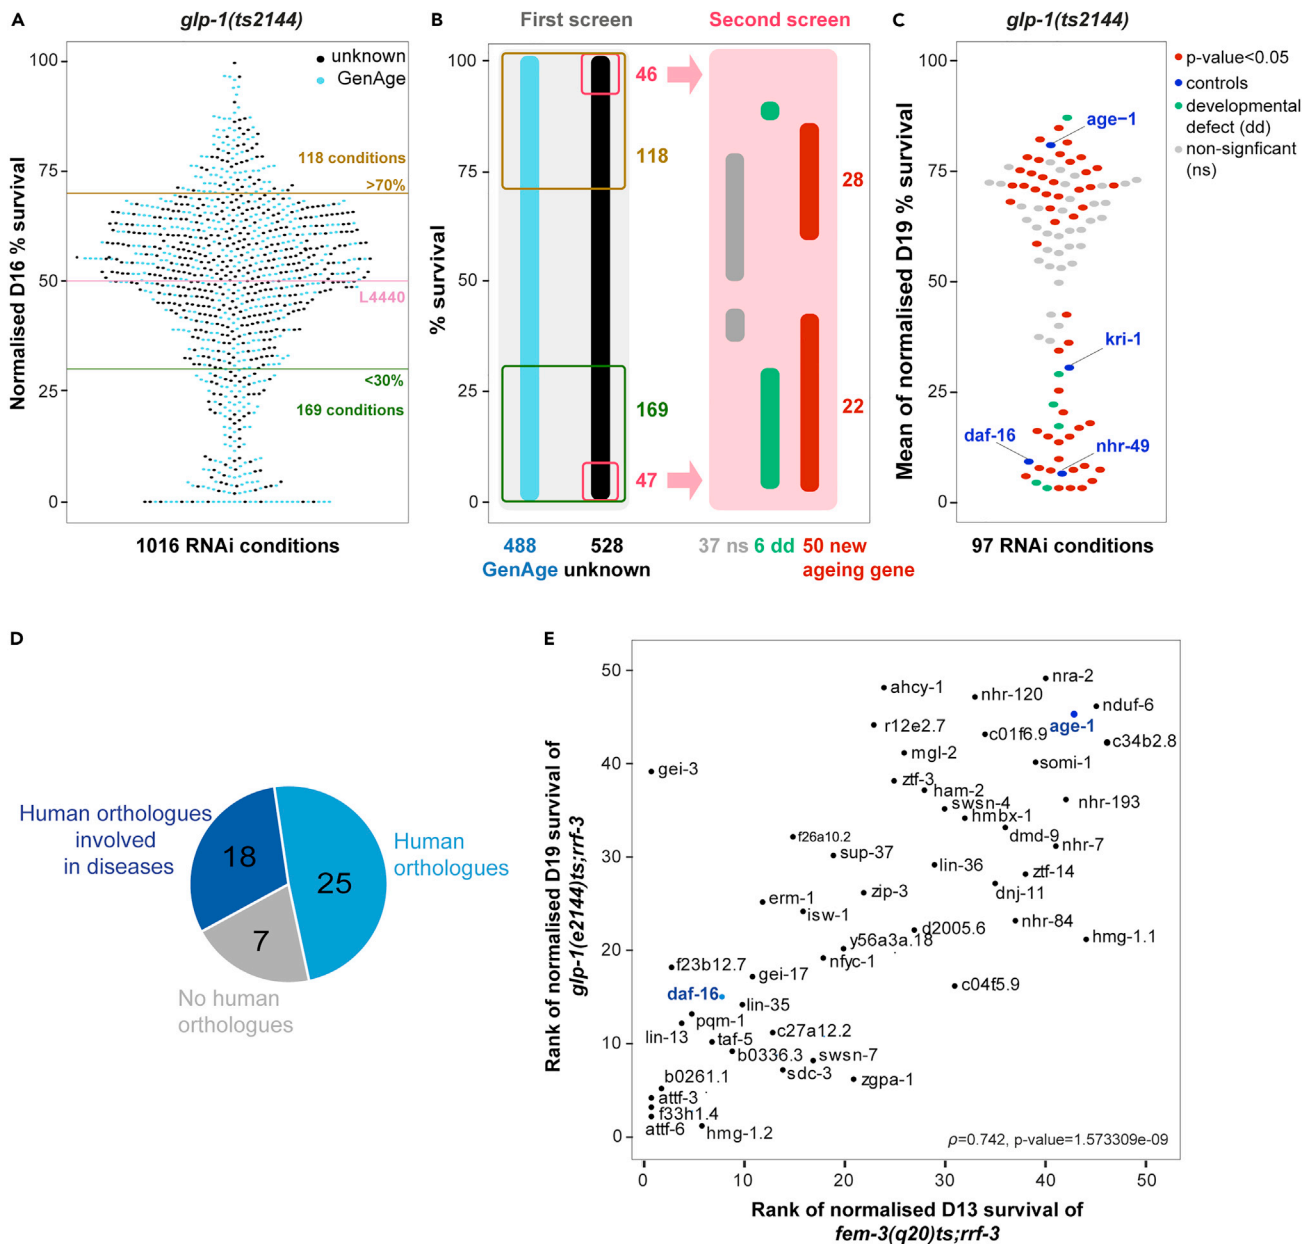 A
glp-1(ts2144)
Normalised D16 % survival
100
75
50
25
0
unknown
GenAge
118 conditions
>70%
L4440
<30%
169 conditions
1016 RNAi conditions
B
First screen
Second screen
% survival
100
75
50
25
0
46
118
169
47
28
22
488
GenAge
528
unknown
37 ns
6 dd
50 new
ageing gene
C
glp-1(ts2144)
Mean of normalised D19 % survival
100
75
50
25
0
age-1
kri-1
daf-16
nhr-49
p-value<0.05
controls
developmental
defect (dd)
non-signficant
(ns)
97 RNAi conditions
D
Human orthologues
involved
in diseases
18
25
Human
orthologues
7
No human
orthologues
E
Rank of normalised D19 survival of
glp-1(e2144)ts;rrf-3
50
40
30
20
10
0
nra-2
ahcy-1
nhr-120
nduf-6
age-1
r12e2.7
c01f6.9
c34b2.8
mgl-2
somi-1
gei-3
ztf-3
ham-2
swsn-4
nhr-193
hmbx-1
dmd-9
f26a10.2
nhr-7
sup-37
lin-36
ztf-14
dnj-11
zip-3
erm-1
isw-1
nhr-84
d2005.6
hmg-1.1
y56a3a.18
nfyc-1
f23b12.7
gei-17
c04f5.9
daf-16
lin-35
pqm-1
lin-13
taf-5
c27a12.2
b0336.3
swsn-7
sdc-3
zgpa-1
b0261.1
attf-3
f33h1.4
attf-6
hmg-1.2
ρ=0.742, p-value=1.573309e-09
0
10
20
30
40
50
Rank of normalised D13 survival of
fem-3(q20)ts;rrf-3